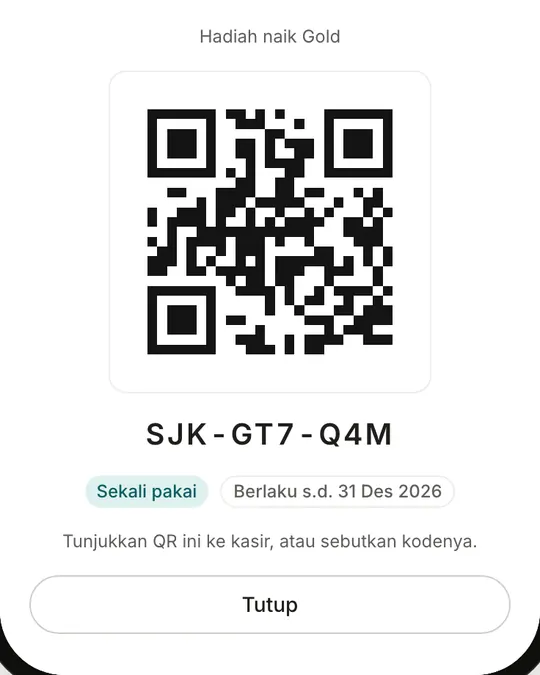 Hadiah naik Gold
SJK-GT7-Q4M
Sekali pakai
Berlaku s.d. 31 Des 2026
Tunjukkan QR ini ke kasir, atau sebutkan kodenya.
Tutup